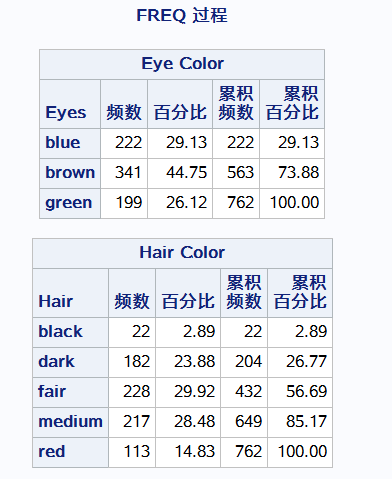 FREQ 过程
Eye Color
累积 累积
Eyes 频数 百分比 频数 百分比
blue 222 29.13 222 29.13
brown 341 44.75 563 73.88
green 199 26.12 762 100.00
Hair Color
累积 累积
Hair 频数 百分比 频数 百分比
black 22 2.89 22 2.89
dark 182 23.88 204 26.77
fair 228 29.92 432 56.69
medium 217 28.48 649 85.17
red 113 14.83 762 100.00